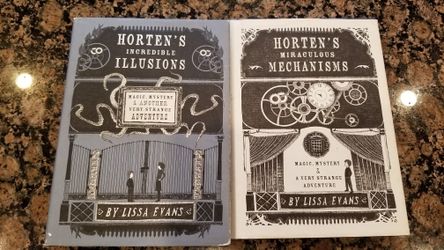 HORTEN'S
INCREDIBLE
ILLUSIONS
MAGIC, MYSTERY
& ANOTHER
VERY STRANGE
ADVENTURE
BY LISSA EVANS
HORTEN'S
MIRACULOUS
MECHANISMS
MAGIC, MYSTERY
&
A VERY STRANGE
ADVENTURE
BY LISSA EVANS